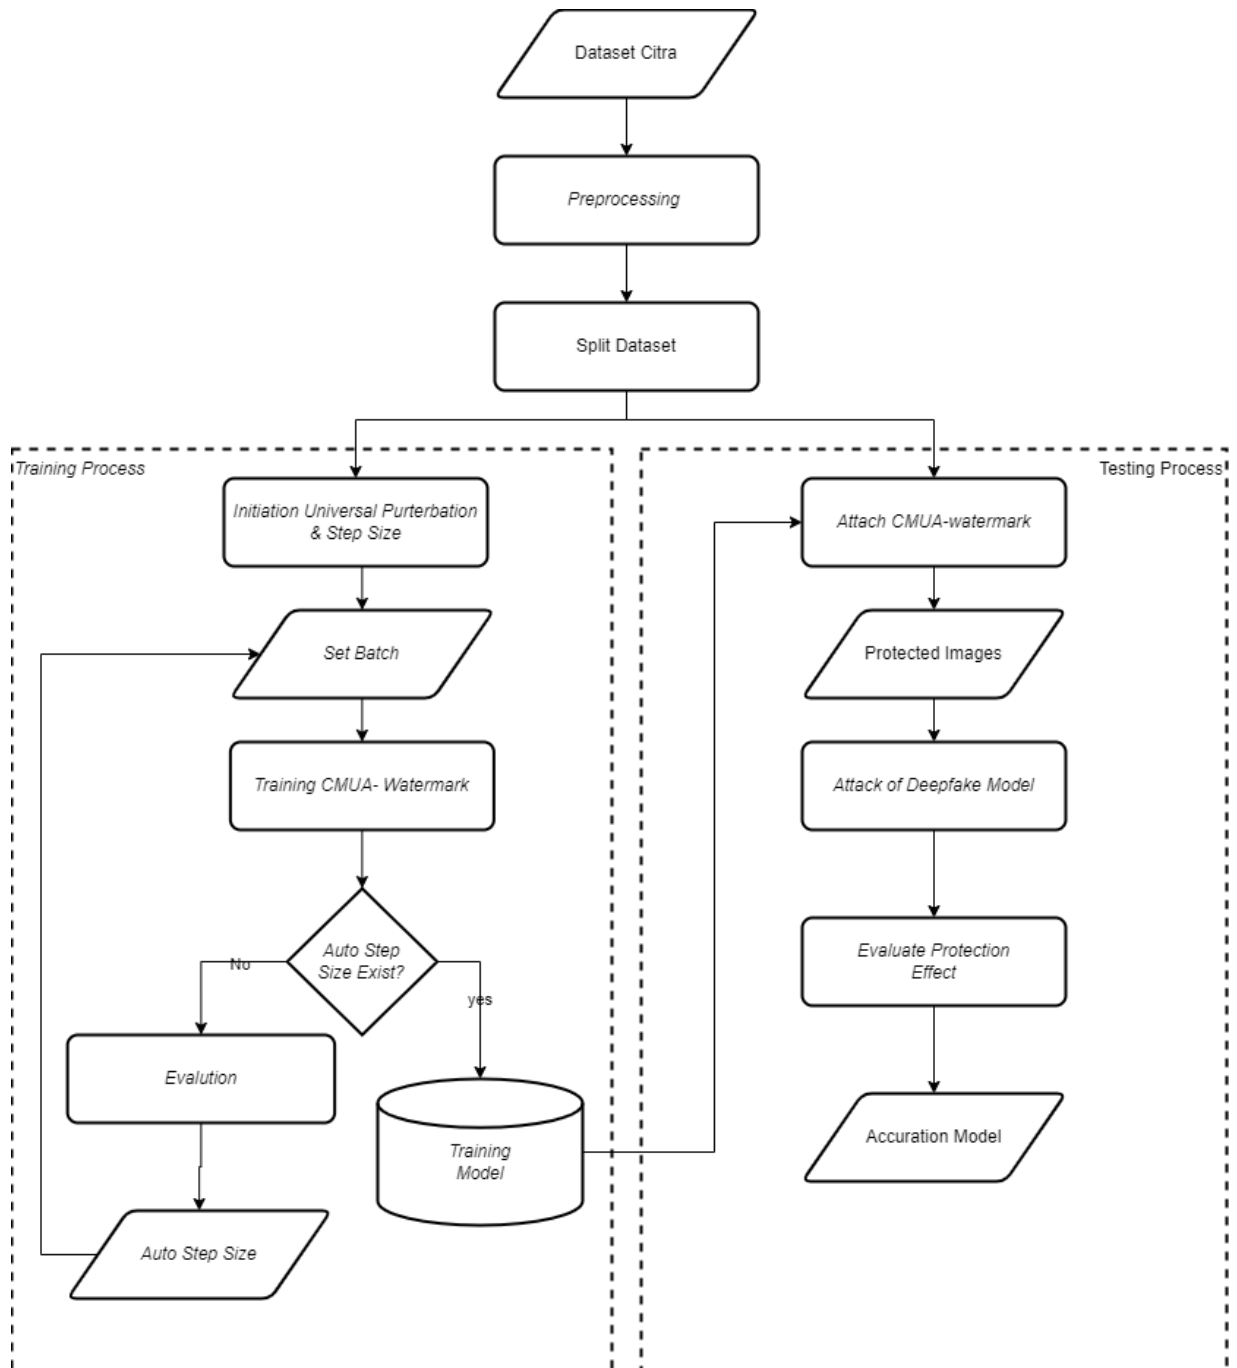 Dataset Citra
Preprocessing
Split Dataset
Training Process
Initiation Universal Purterbation
& Step Size
Set Batch
Training CMUA- Watermark
Auto Step
Size Exist?
No
yes
Evalution
Training
Model
Auto Step Size
Testing Process
Attach CMUA-watermark
Protected Images
Attack of Deepfake Model
Evaluate Protection
Effect
Accuration Model